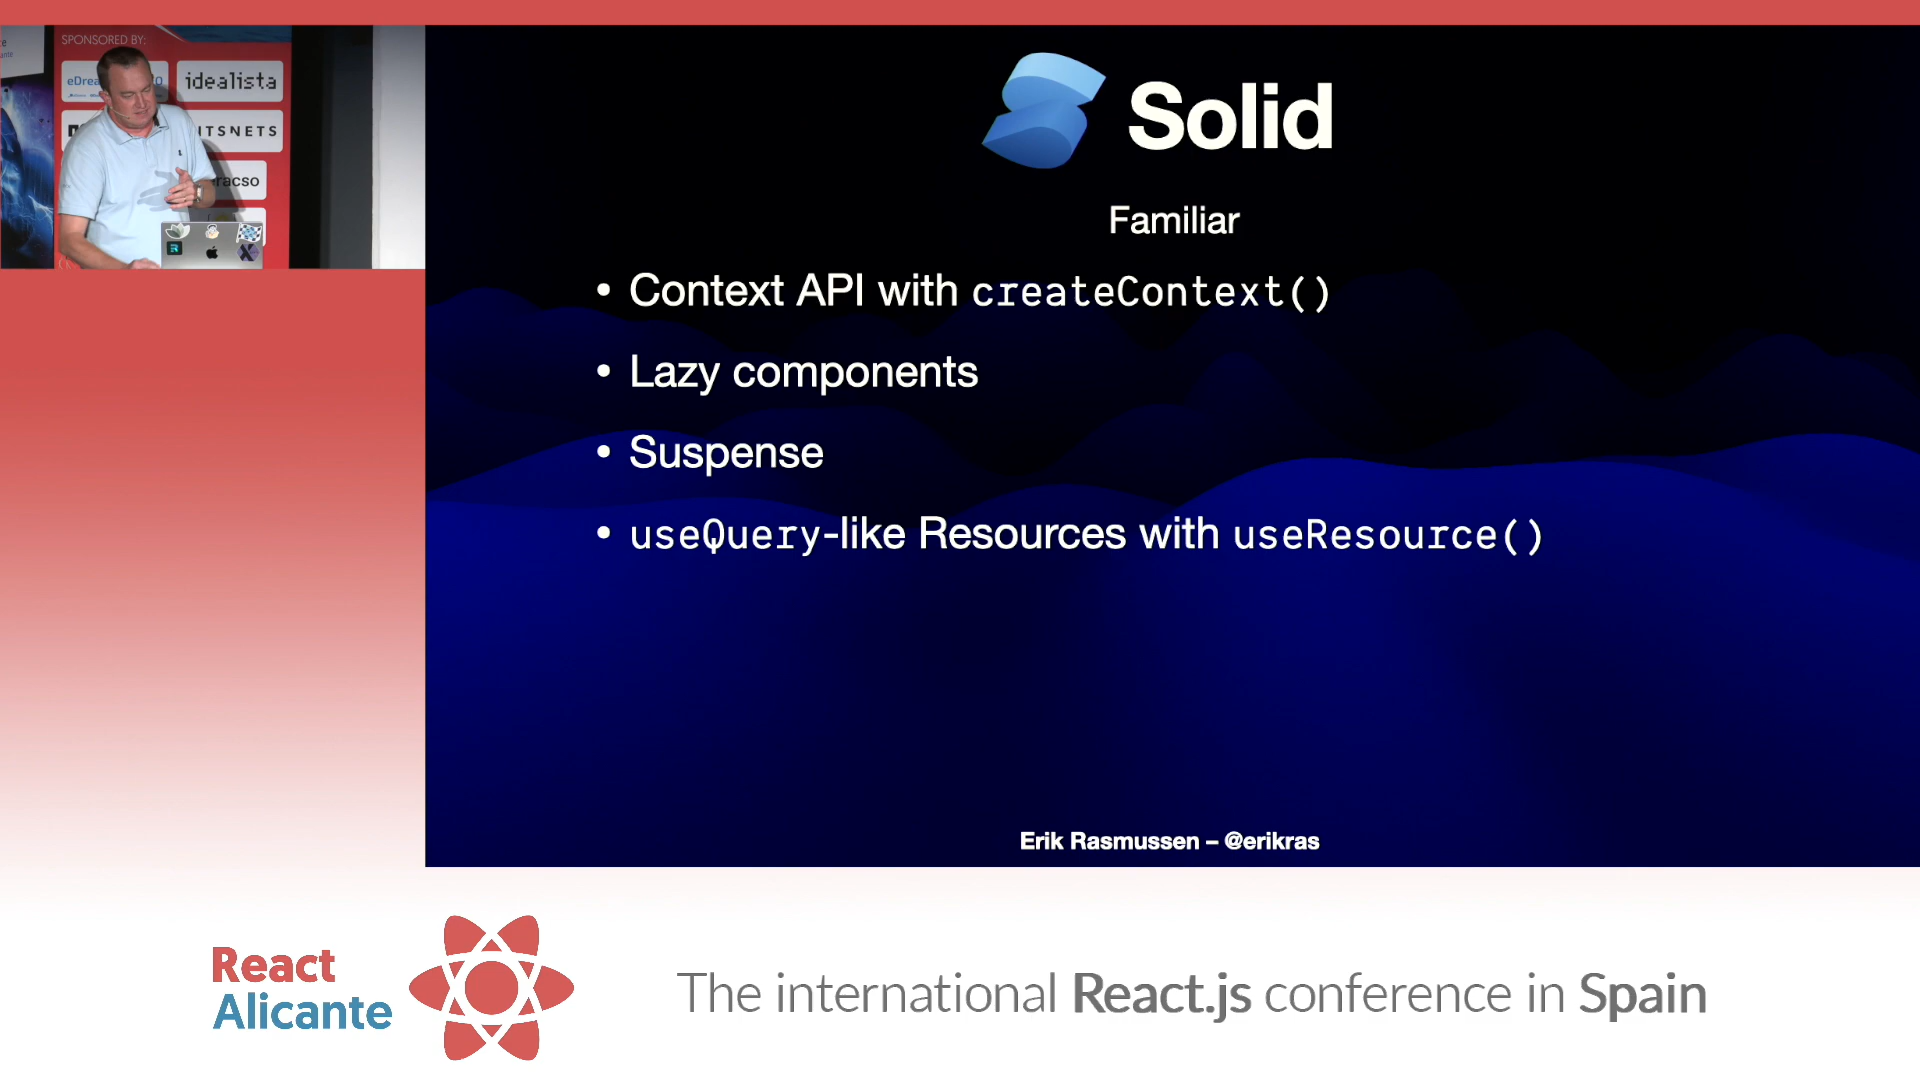 SPONSORED BY:
idealista
ITSNETS
racso
Solid
Familiar
• Context API with createContext()
• Lazy components
• Suspense
• useQuery-like Resources with useResource()
Erik Rasmussen – @erikras
React
Alicante
The international React.js conference in Spain